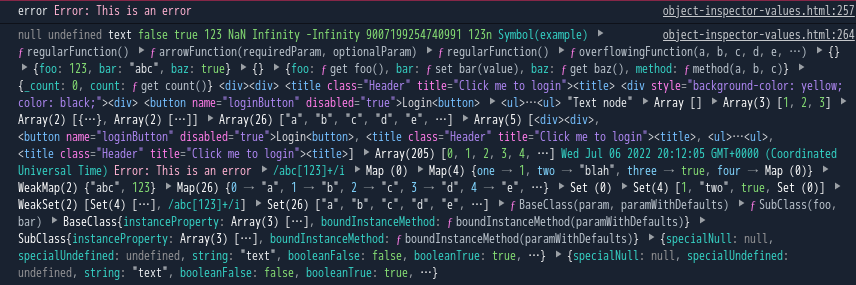 error Error: This is an error object-inspector-values.html:257
null undefined text false true 123 NaN Infinity -Infinity 9007199254740991 123n Symbol(example) ▶ object-inspector-values.html:264
ƒ regularFunction() ▶ ƒ arrowFunction(requiredParam, optionalParam) ▶ ƒ regularFunction() ▶ ƒ overflowingFunction(a, b, c, d, e, …) ▶ {}
▶ {foo: 123, bar: "abc", baz: true} ▶ {} ▶ {foo: ƒ get foo(), bar: ƒ set bar(value), baz: ƒ get baz(), method: ƒ method(a, b, c)} ▶
{_count: 0, count: ƒ get count()} <div><div> <title class="Header" title="Click me to login"><title> <div style="background-color: yellow;
color: black;"><div> <button name="loginButton" disabled="true">Login<button> ▶ <ul>…<ul> "Text node" ▶ Array [] ▶ Array(3) [1, 2, 3] ▶
Array(2) [{…}, Array(2) […]] ▶ Array(26) ["a", "b", "c", "d", "e", …] ▶ Array(5) [<div><div>,
<button name="loginButton" disabled="true">Login<button>, <title class="Header" title="Click me to login"><title>, <ul>…<ul>,
<title class="Header" title="Click me to login"><title>] ▶ Array(205) [0, 1, 2, 3, 4, …] Wed Jul 06 2022 20:12:05 GMT+0000 (Coordinated
Universal Time) Error: This is an error ▶ /abc[123]+/i ▶ Map (0) ▶ Map(4) {one → 1, two → "blah", three → true, four → Map (0)} ▶
WeakMap(2) {"abc", 123} ▶ Map(26) {0 → "a", 1 → "b", 2 → "c", 3 → "d", 4 → "e", …} ▶ Set (0) ▶ Set(4) [1, "two", true, Set (0)] ▶
WeakSet(2) [Set(4) […], /abc[123]+/i] ▶ Set(26) ["a", "b", "c", "d", "e", …] ▶ ƒ BaseClass(param, paramWithDefaults) ▶ ƒ SubClass(foo,
bar) ▶ BaseClass{instanceProperty: Array(3) […], boundInstanceMethod: ƒ boundInstanceMethod(paramWithDefaults)} ▶
SubClass{instanceProperty: Array(3) […], boundInstanceMethod: ƒ boundInstanceMethod(paramWithDefaults)} ▶ {specialNull: null,
specialUndefined: undefined, string: "text", booleanFalse: false, booleanTrue: true, …} ▶ {specialNull: null, specialUndefined:
undefined, string: "text", booleanFalse: false, booleanTrue: true, …}